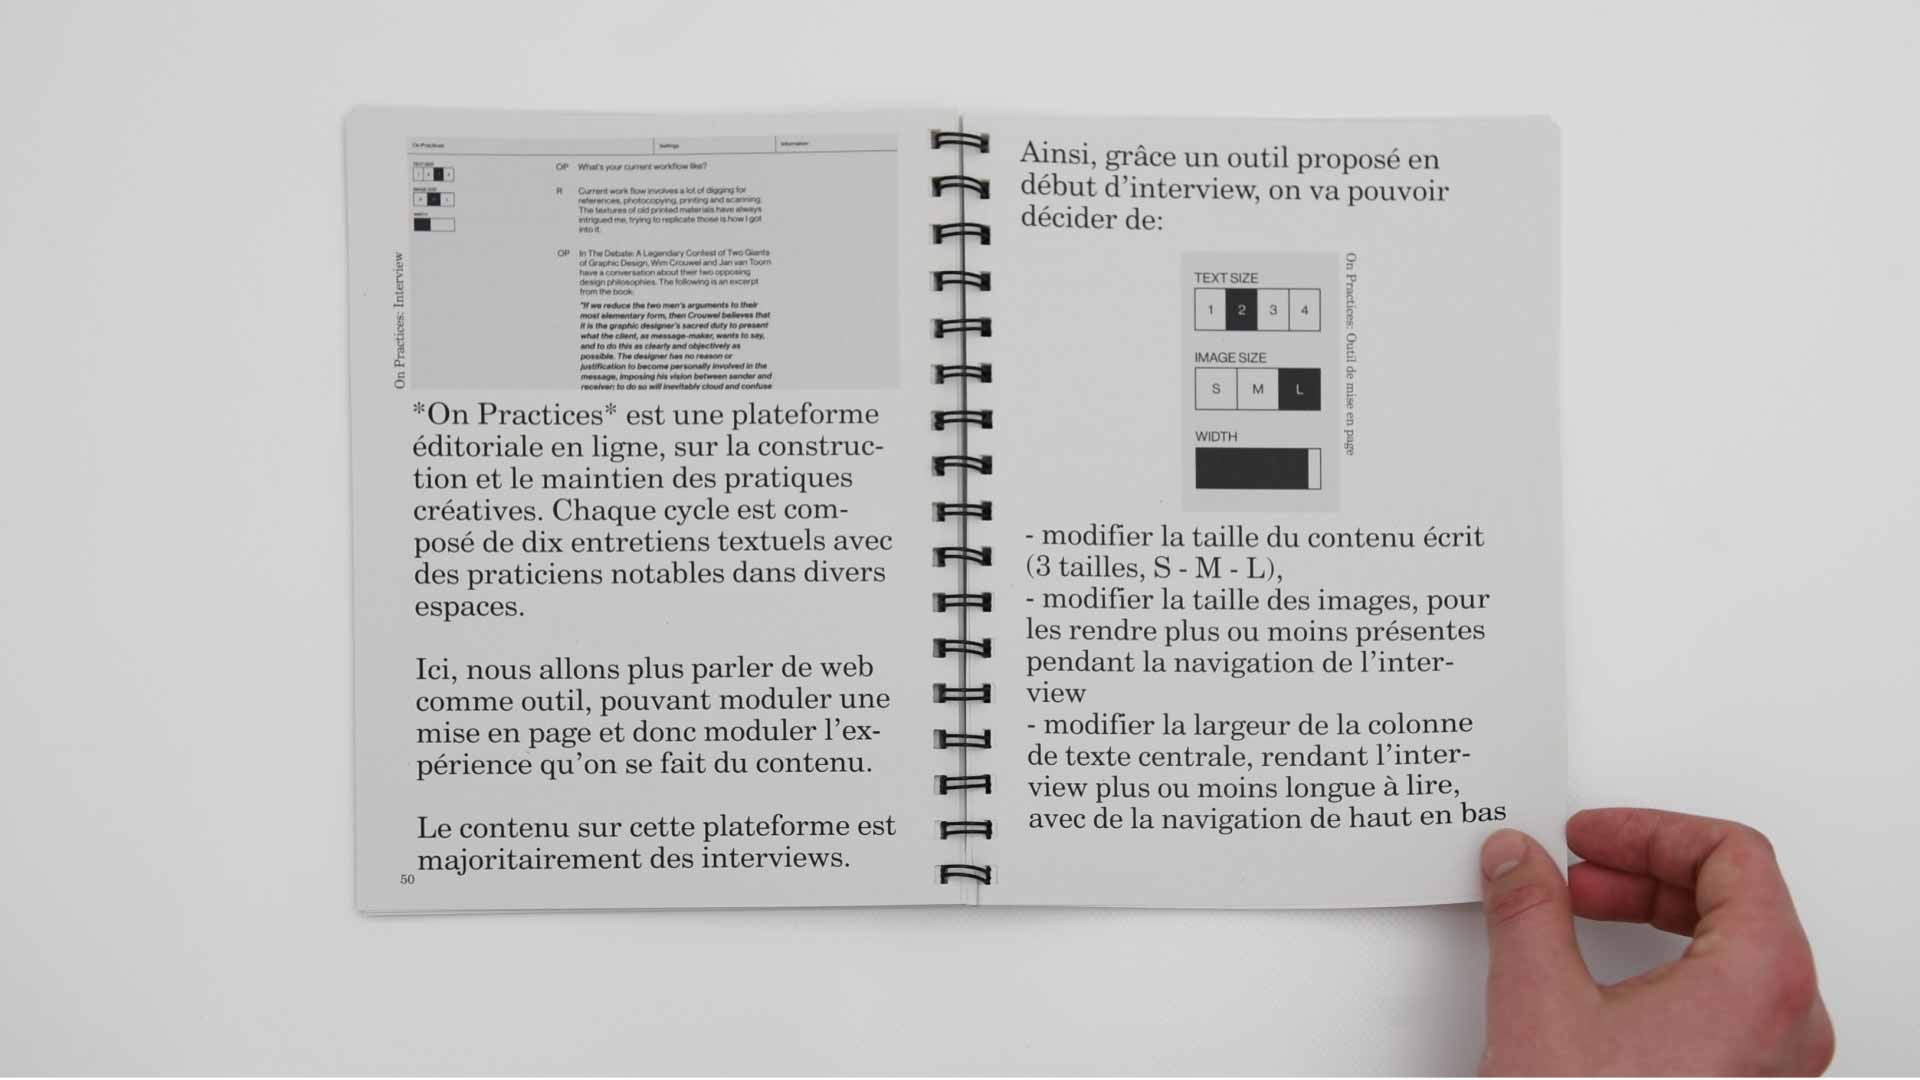 On Practices
Settings
Information
TEXT SIZE
IMAGE SIZE
WIDTH
OP What's your current workflow like?
R Current work flow involves a lot of digging for
references, photocopying, printing and scanning.
The textures of old printed materials have always
intrigued me, trying to replicate those is how I got
into it.
OP In The Debate: A Legendary Contest of Two Giants
of Graphic Design, Wim Crouwel and Jan van Toorn
have a conversation about their two opposing
design philosophies. The following is an excerpt
from the book:
"If we reduce the two men's arguments to their
most elementary form, then Crouwel believes that
it is the graphic designer's sacred duty to present
what the client, as message-maker, wants to say,
and to do this as clearly and objectively as
possible. The designer has no reason or
justification to become personally involved in the
message, imposing his vision between sender and
receiver: to do so will inevitably cloud and confuse
On Practices: Interview
*On Practices* est une plateforme
éditoriale en ligne, sur la construc-
tion et le maintien des pratiques
créatives. Chaque cycle est com-
posé de dix entretiens textuels avec
des praticiens notables dans divers
espaces.
Ici, nous allons plus parler de web
comme outil, pouvant moduler une
mise en page et donc moduler l'ex-
périence qu'on se fait du contenu.
Le contenu sur cette plateforme est
majoritairement des interviews.
50
Ainsi, grâce un outil proposé en
début d'interview, on va pouvoir
décider de:
TEXT SIZE
1 2 3 4
IMAGE SIZE
S M L
WIDTH
On Practices: Outil de mise en page
- modifier la taille du contenu écrit
(3 tailles, S - M - L),
- modifier la taille des images, pour
les rendre plus ou moins présentes
pendant la navigation de l'inter-
view
- modifier la largeur de la colonne
de texte centrale, rendant l'inter-
view plus ou moins longue à lire,
avec de la navigation de haut en bas